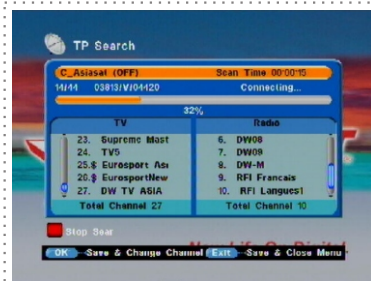 TP Search
C_Asiasat (OFF) Scan Time 00:00:15
14/44 03813/V/04420 Connecting...
32%
TV Radio
23. Supreme Mast 6. DW08
24. TV5 7. DW09
25.$ Eurosport Asi 8. DW-M
26.$ EurosportNew 9. RFI Francais
27. DW TV ASIA 10. RFI Langues1
Total Channel 27 Total Channel 10
Stop Sear
OK Save & Change Channel Exit Save & Close Menu